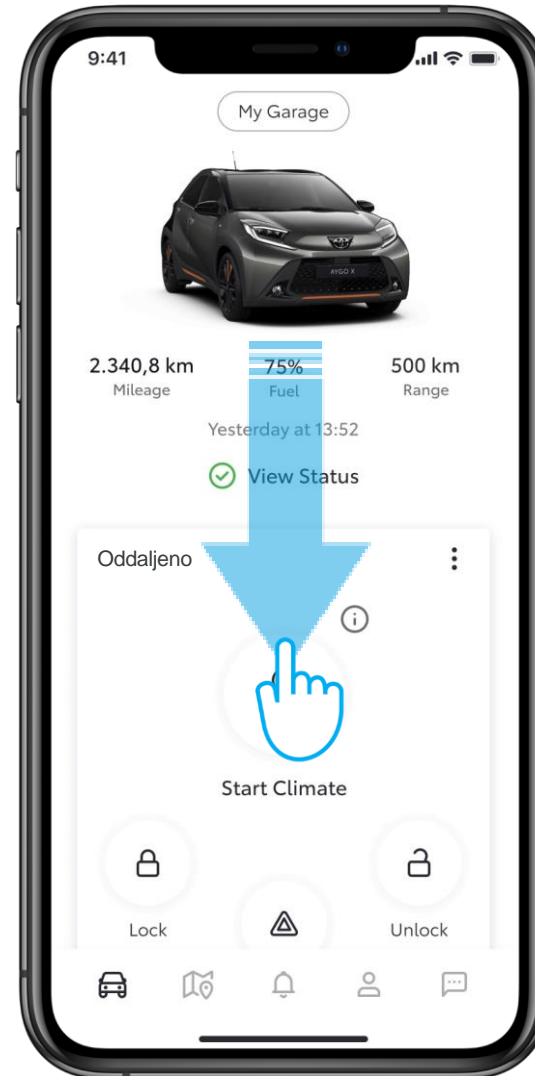 9:41
My Garage
AYGO X
2.340,8 km 75% 500 km
Mileage Fuel Range
Yesterday at 13:52
View Status
Oddaljeno
Start Climate
Lock Unlock